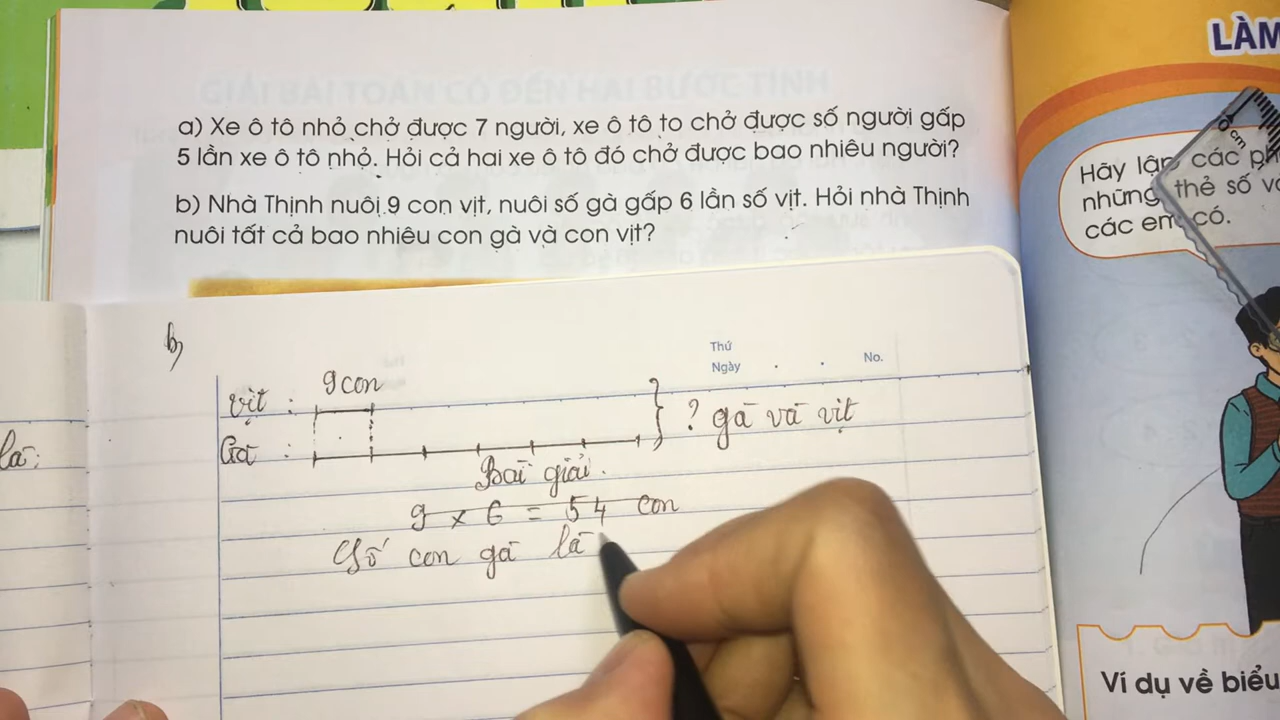 LÀM
a) Xe ô tô nhỏ chở được 7 người, xe ô tô to chở được số người gấp
5 lần xe ô tô nhỏ. Hỏi cả hai xe ô tô đó chở được bao nhiêu người?
b) Nhà Thịnh nuôi 9 con vịt, nuôi số gà gấp 6 lần số vịt. Hỏi nhà Thịnh
nuôi tất cả bao nhiêu con gà và con vịt?
Hãy lập các
những thẻ số
các em có.
0 cm
b)
Thứ
Ngày
No.
9 con
Vịt :
Gà :
? gà và vịt
Bài giải.
9 x 6 = 54 con
Số con gà là
là:
Ví dụ về biểu